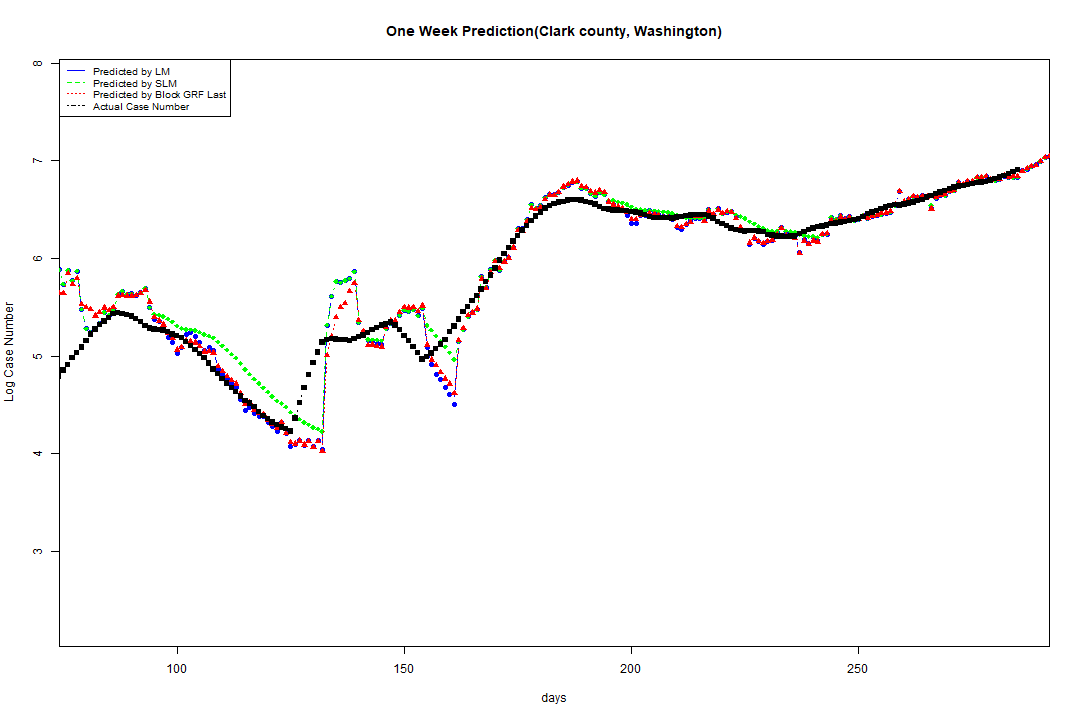 One Week Prediction(Clark county, Washington)
Predicted by LM
Predicted by SLM
Predicted by Block GRF Last
Actual Case Number
8
7
6
5
4
3
Log Case Number
100 150 200 250
days